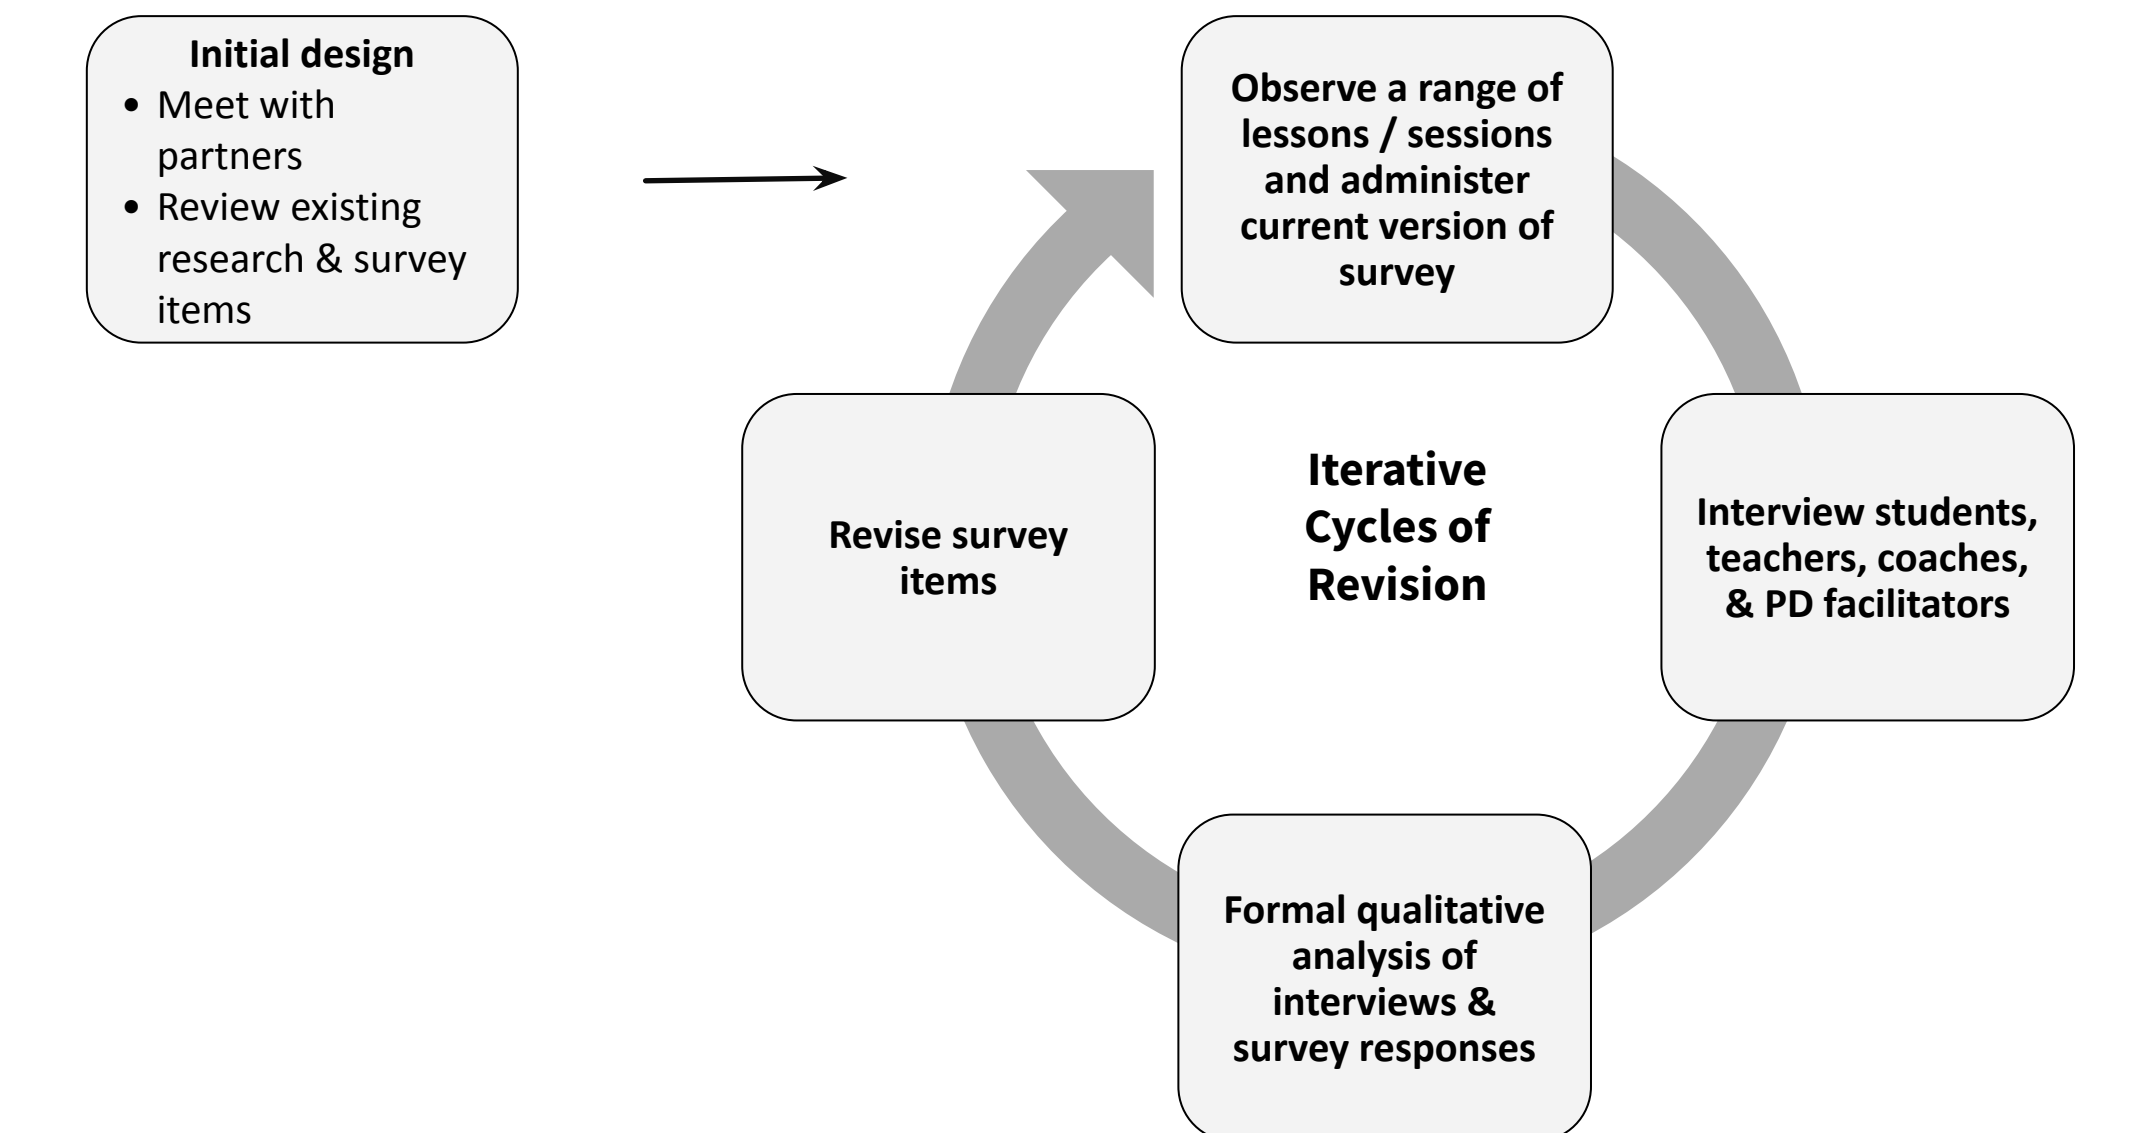 Initial design
• Meet with
partners
• Review existing
research & survey
items
Observe a range of
lessons / sessions
and administer
current version of
survey
Iterative
Cycles of
Revision
Revise survey
items
Interview students,
teachers, coaches,
& PD facilitators
Formal qualitative
analysis of
interviews &
survey responses